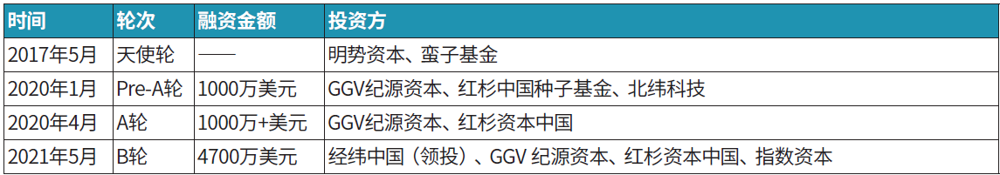 时间 轮次 融资金额 投资方
2017年5月 天使轮 —— 明势资本、蛮子基金
2020年1月 Pre-A轮 1000万美元 GGV纪源资本、红杉中国种子基金、北纬科技
2020年4月 A轮 1000万+美元 GGV纪源资本、红杉资本中国
2021年5月 B轮 4700万美元 经纬中国（领投）、GGV 纪源资本、红杉资本中国、指数资本